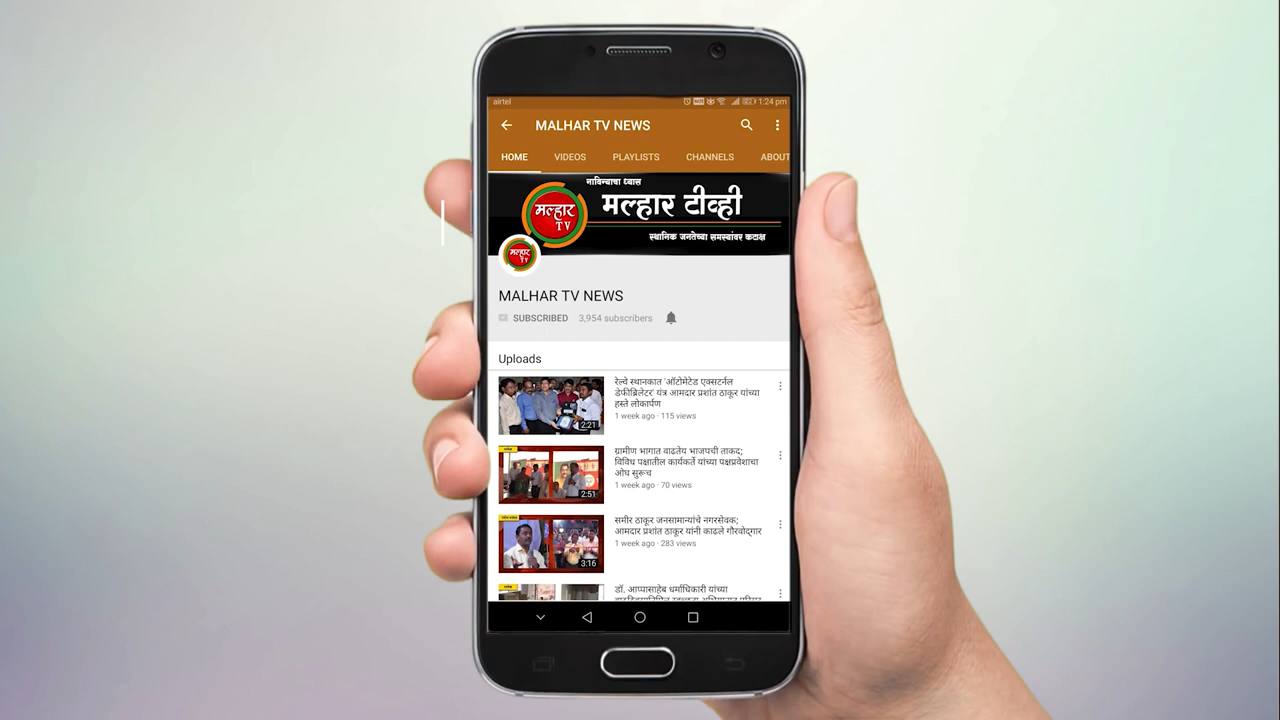 airtel
1:24 pm
MALHAR TV NEWS
HOME VIDEOS PLAYLISTS CHANNELS ABOUT
नाविन्याचा ध्यास
मल्हार टीव्ही
मल्हार
TV
स्थानिक जनतेच्या समस्यांवर कटाक्ष
मल्हार
TV
MALHAR TV NEWS
SUBSCRIBED 3,954 subscribers
Uploads
रेल्वे स्थानकात 'ऑटोमेटेड एक्सटर्नल
डेफीब्रिलेटर' यंत्र आमदार प्रशांत ठाकूर यांच्या
हस्ते लोकार्पण
1 week ago · 115 views
2:21
ग्रामीण भागात वाढतेय भाजपची ताकद;
विविध पक्षातील कार्यकर्ते यांच्या पक्षप्रवेशाचा
ओघ सुरूच
1 week ago · 70 views
2:51
समीर ठाकूर जनसामान्यांचे नगरसेवक;
आमदार प्रशांत ठाकूर यांनी काढले गौरवोद्गार
1 week ago · 283 views
3:16
डॉ. आप्पासाहेब धर्माधिकारी यांच्या